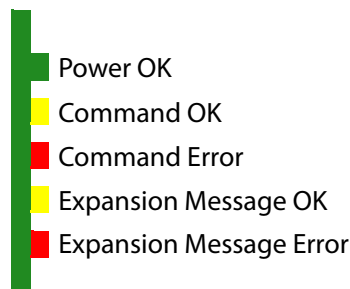 Power OK
Command OK
Command Error
Expansion Message OK
Expansion Message Error